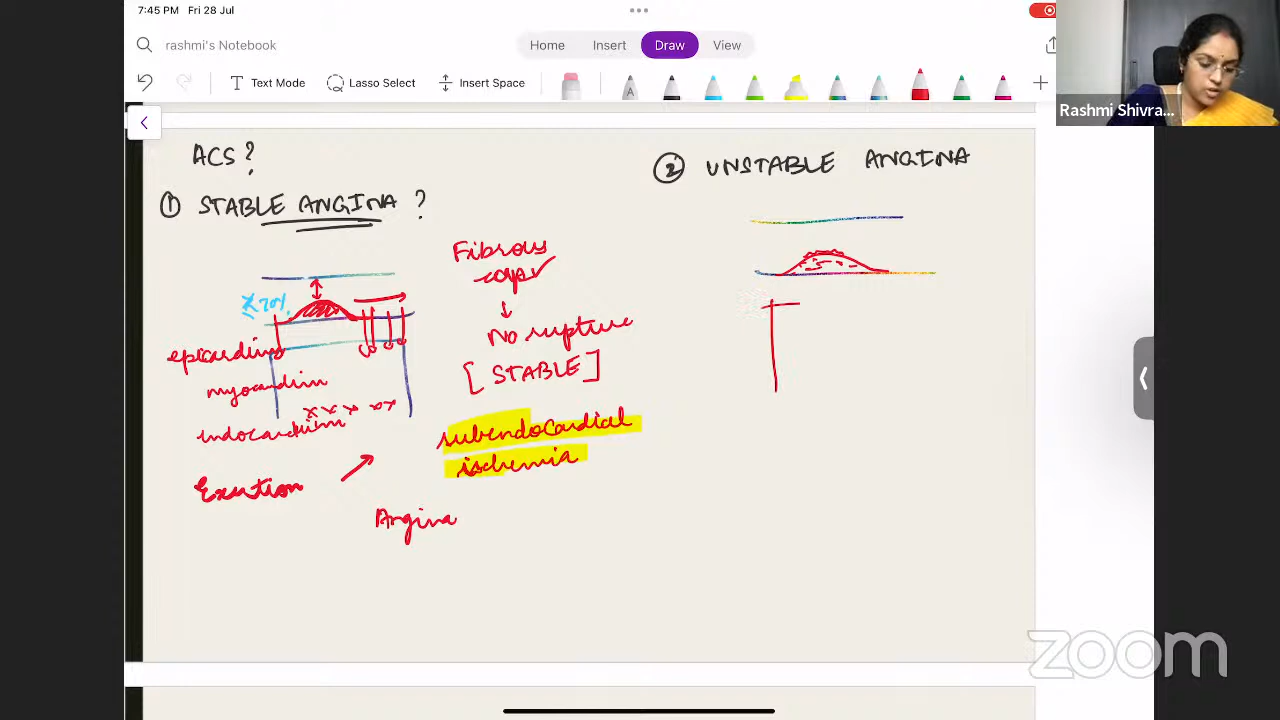 7:45 PM Fri 28 Jul
rashmi's Notebook
Home Insert Draw View
Text Mode Lasso Select Insert Space
A
Rashmi Shivra...
ACS?
① STABLE ANGINA ?
70%
epicardium
myocardium
endocardium
x x x x x
Exertion
Angina
Fibrous
No rupture
[STABLE]
subendocardial
ischemia
② UNSTABLE ANGINA
zoom